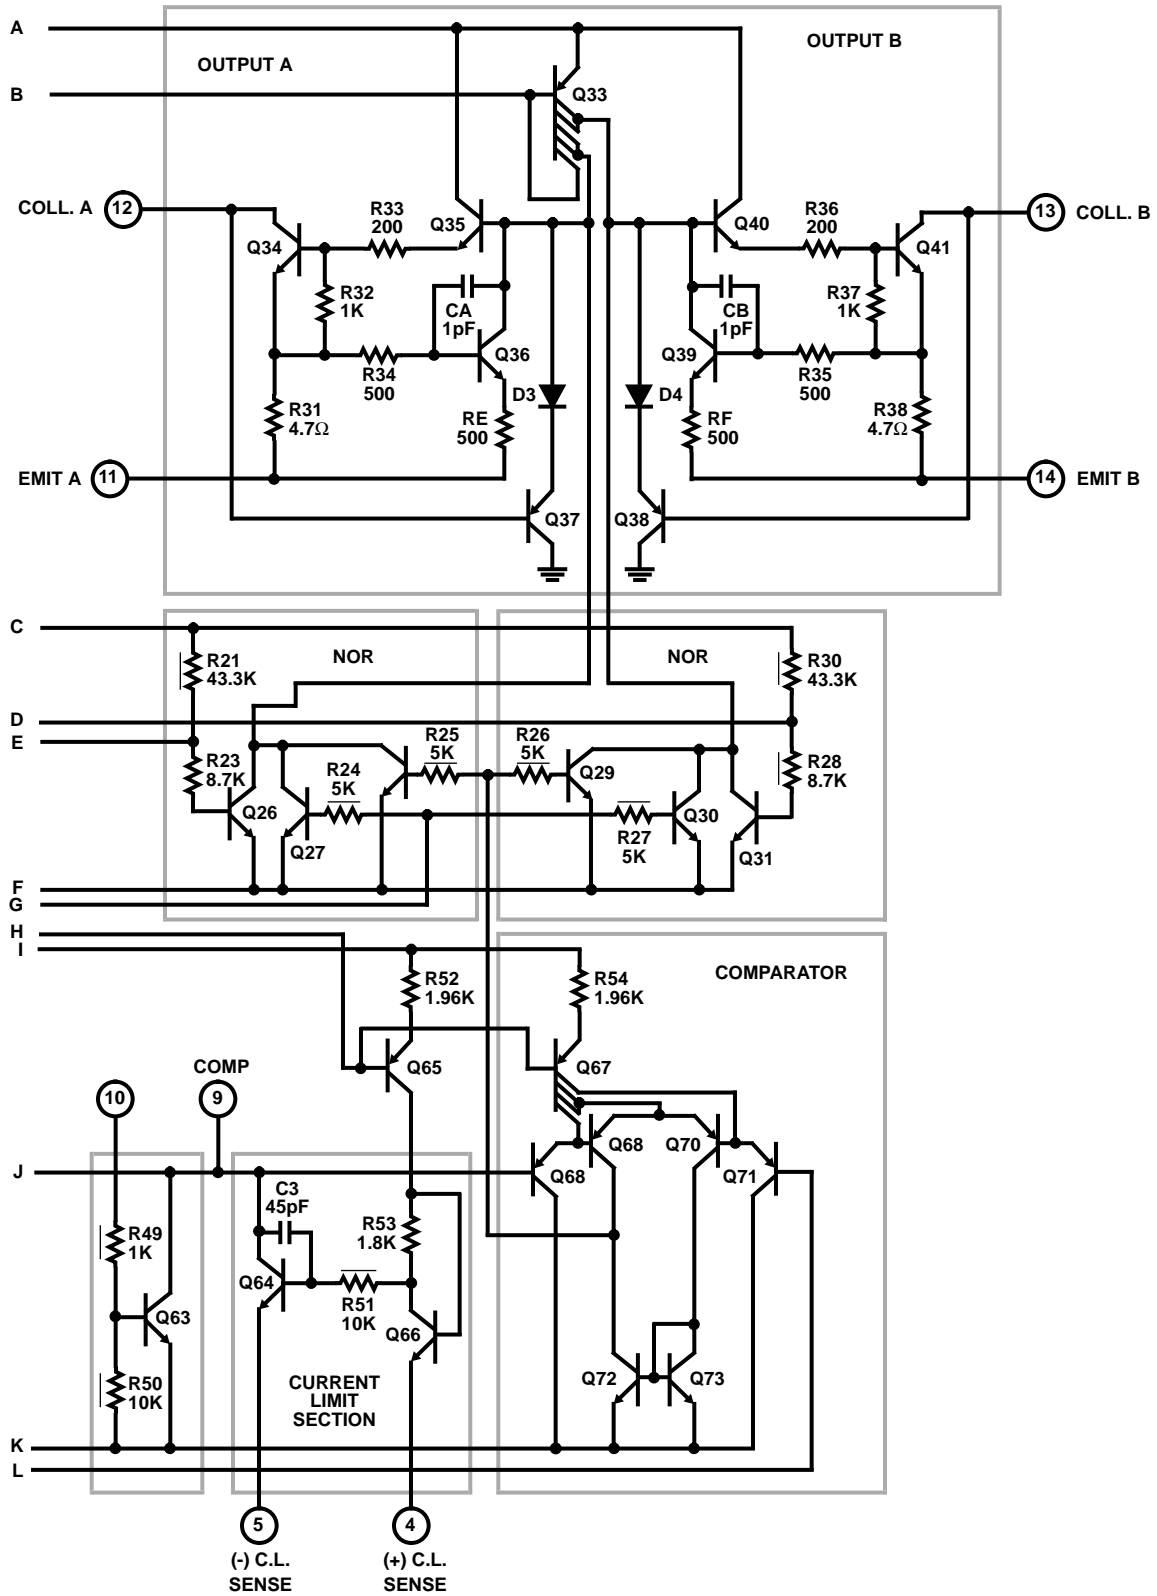 A
OUTPUT B
OUTPUT A
B
Q33
COLL. A
12
R33
200
Q35
Q40
R36
200
13
COLL. B
Q34
Q41
R32
1K
CA
1pF
CB
1pF
R37
1K
Q36
Q39
R34
500
D3
D4
R35
500
R31
4.7Ω
RE
500
RF
500
R38
4.7Ω
EMIT A
11
14
EMIT B
Q37
Q38
C
R21
43.3K
NOR
NOR
R30
43.3K
D
E
R25
5K
R26
5K
R23
8.7K
R24
5K
Q29
R28
8.7K
Q26
Q30
Q27
R27
5K
Q31
F
G
H
I
COMPARATOR
R52
1.96K
R54
1.96K
COMP
Q65
Q67
10
9
Q68
Q70
J
Q68
Q71
C3
45pF
R49
1K
R53
1.8K
Q64
R51
10K
Q63
Q66
R50
10K
CURRENT
LIMIT
SECTION
Q72
Q73
K
L
5
4
(-) C.L.
SENSE
(+) C.L.
SENSE